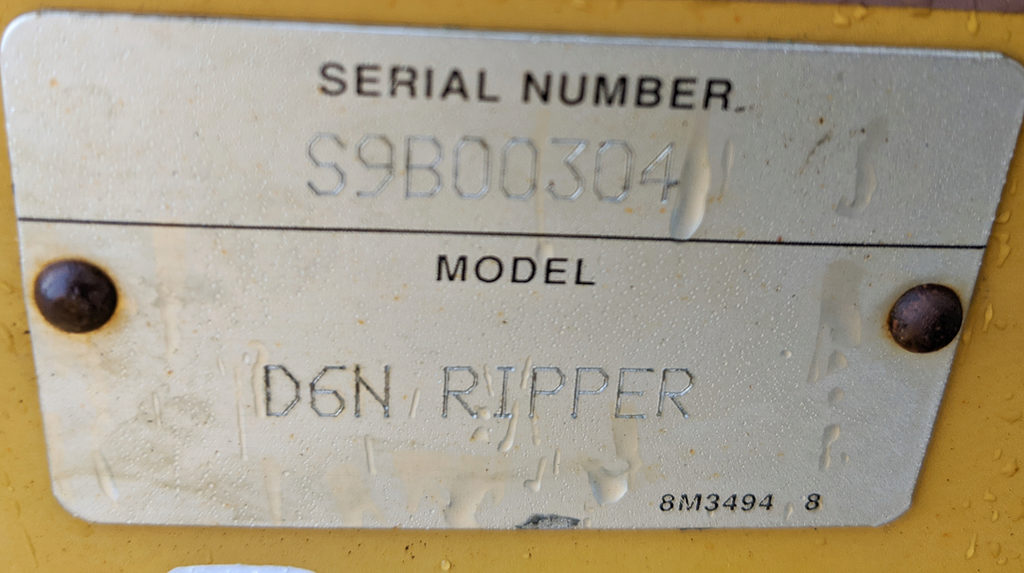 SERIAL NUMBER
S9B00304
MODEL
D6N RIPPER
8M3494 8